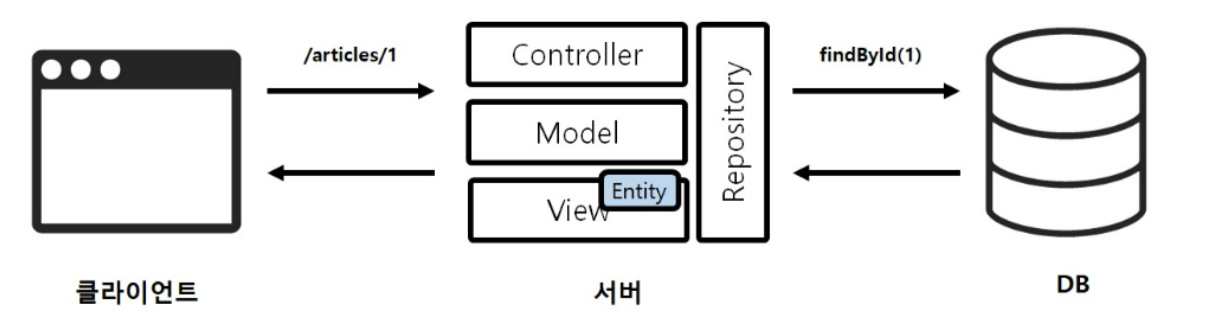 /articles/1
Controller
Model
View
Entity
Repository
findById(1)
클라이언트
서버
DB